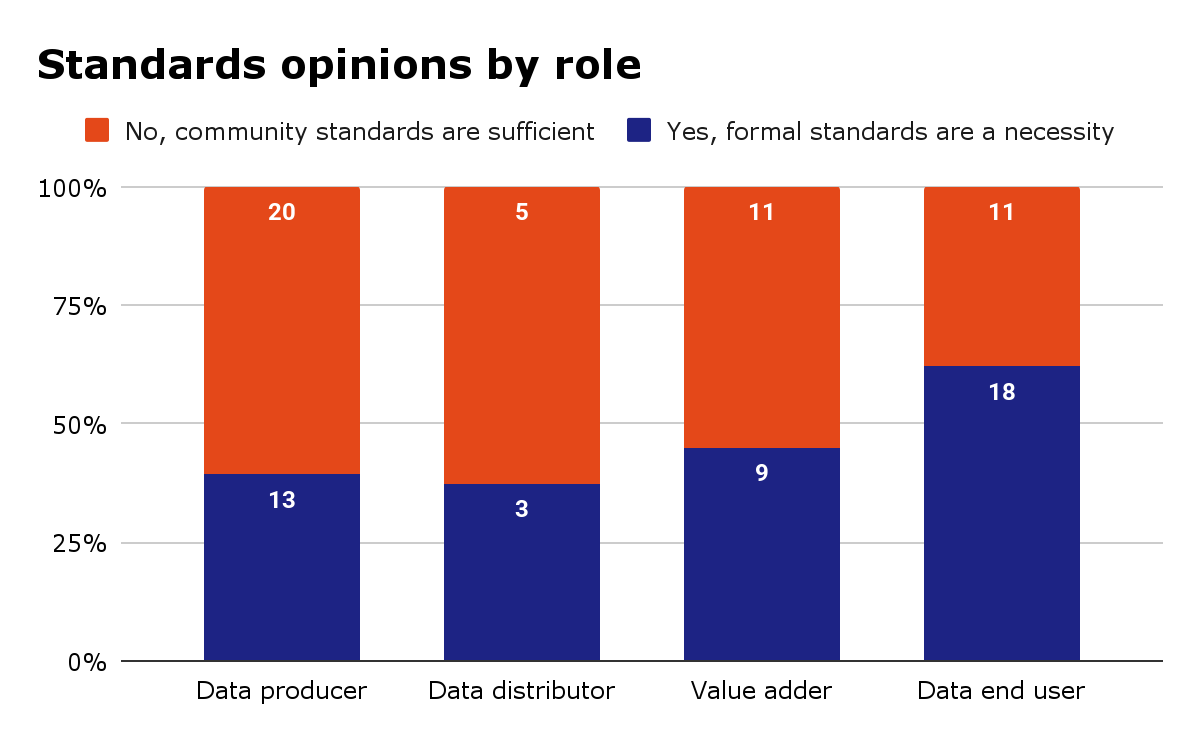 Standards opinions by role
No, community standards are sufficient
Yes, formal standards are a necessity
100%
75%
50%
25%
0%
20
5
11
11
13
3
9
18
Data producer
Data distributor
Value adder
Data end user